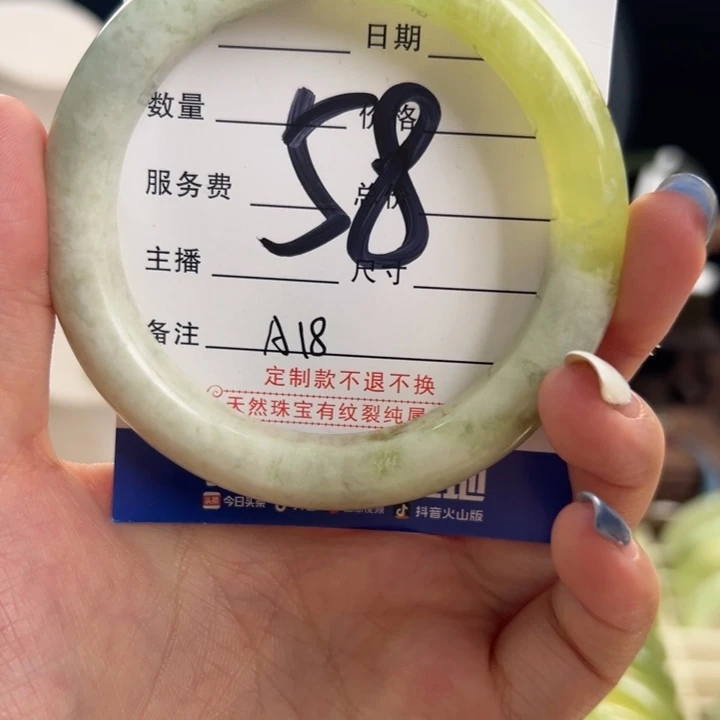 日期
数量 价格
58
服务费 总价
主播 尺寸
备注 A18
定制款不退不换
天然珠宝有纹裂纯属
今日头条 抖音火山版